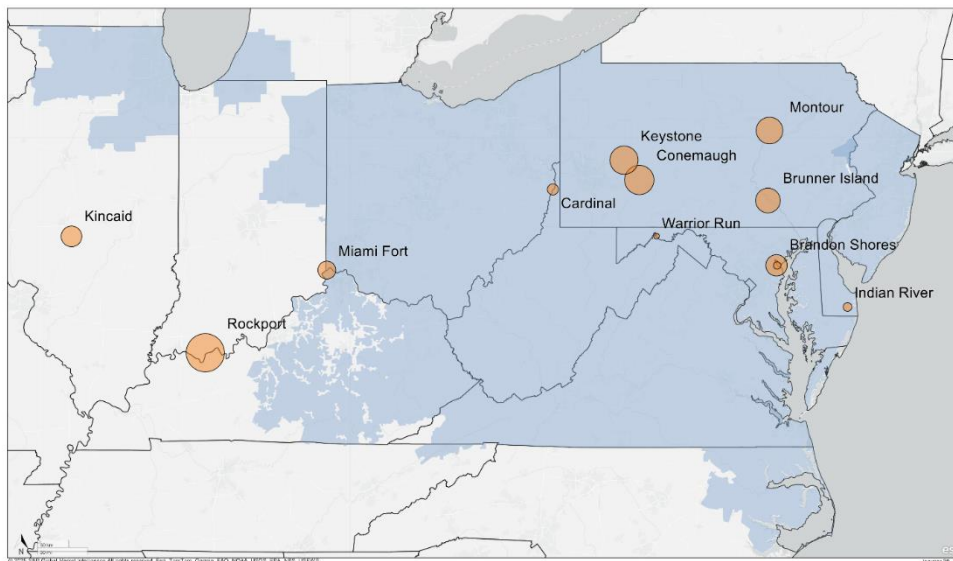 Montour
Keystone
Conemaugh
Brunner Island
Cardinal
Kincaid
Warrior Run
Miami Fort
Brandon Shores
Indian River
Rockport
N